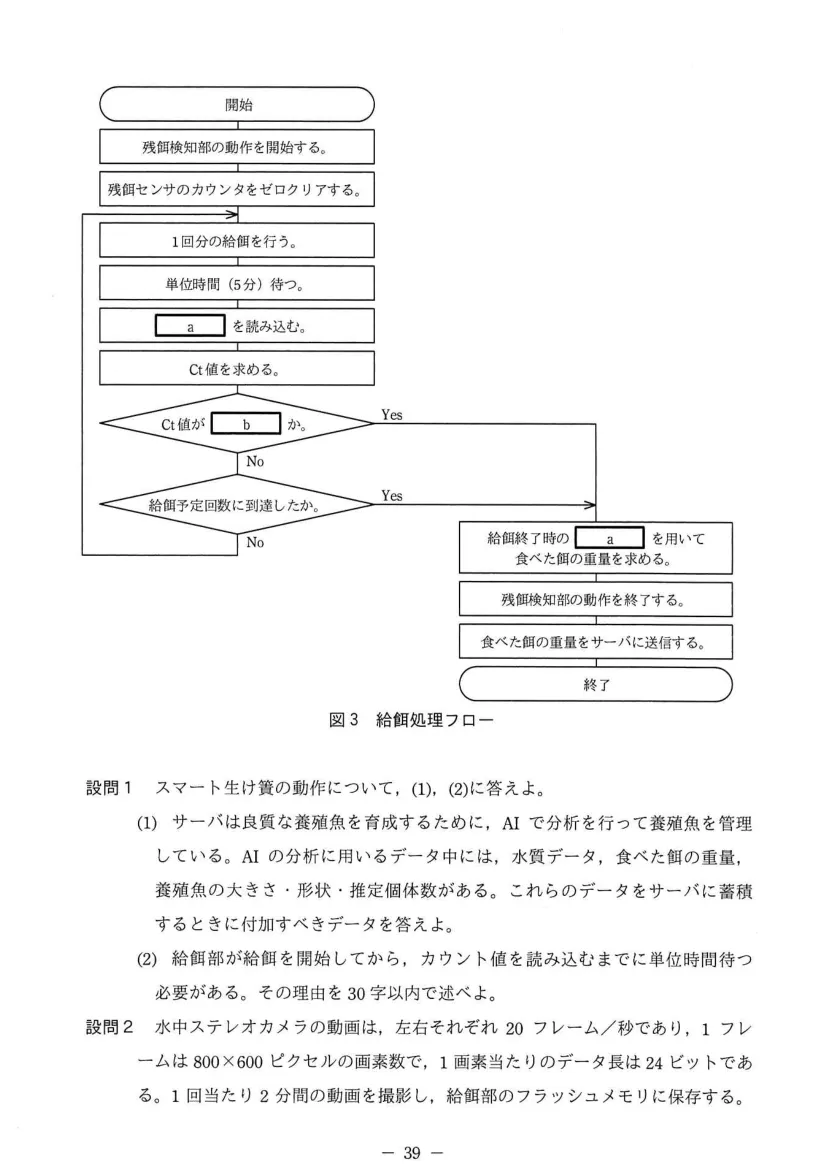 開始
残餌検知部の動作を開始する。
残餌センサのカウンタをゼロクリアする。
1回分の給餌を行う。
単位時間（5分）待つ。
a を読み込む。
Ct値を求める。
Ct値が b か。
Yes
No
給餌予定回数に到達したか。
Yes
No
給餌終了時の a を用いて
食べた餌の重量を求める。
残餌検知部の動作を終了する。
食べた餌の重量をサーバに送信する。
終了
図3　給餌処理フロー
設問1　スマート生け簀の動作について，(1)，(2)に答えよ。
(1) サーバは良質な養殖魚を育成するために，AI で分析を行って養殖魚を管理
している。AI の分析に用いるデータ中には，水質データ，食べた餌の重量，
養殖魚の大きさ・形状・推定個体数がある。これらのデータをサーバに蓄積
するときに付加すべきデータを答えよ。
(2) 給餌部が給餌を開始してから，カウント値を読み込むまでに単位時間待つ
必要がある。その理由を 30 字以内で述べよ。
設問2　水中ステレオカメラの動画は，左右それぞれ 20 フレーム／秒であり，1 フレ
ームは 800×600 ピクセルの画素数で，1 画素当たりのデータ長は 24 ビットであ
る。1 回当たり 2 分間の動画を撮影し，給餌部のフラッシュメモリに保存する。
－ 39 －